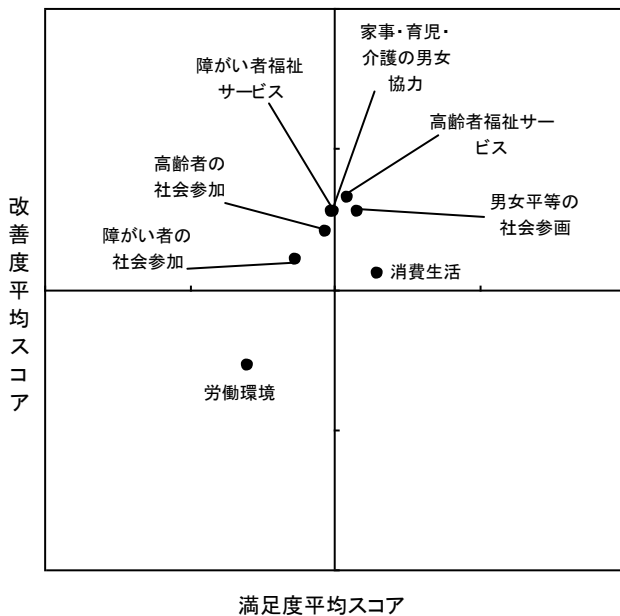 家事・育児・
介護の男女
協力
障がい者福祉
サービス
高齢者福祉サー
ビス
高齢者の
社会参加
男女平等の
社会参画
障がい者の
社会参加
消費生活
労働環境
改善度平均スコア
満足度平均スコア